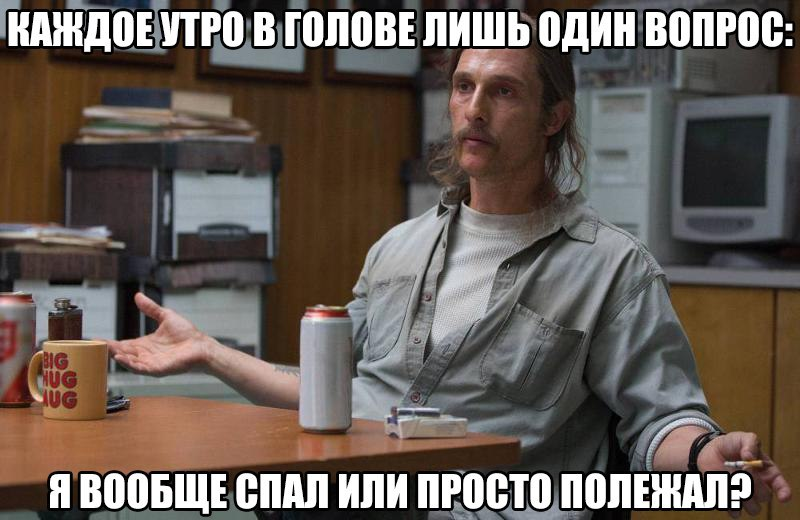 КАЖДОЕ УТРО В ГОЛОВЕ ЛИШЬ ОДИН ВОПРОС:
BIG
HUG
MUG
Я ВООБЩЕ СПАЛ ИЛИ ПРОСТО ПОЛЕЖАЛ?